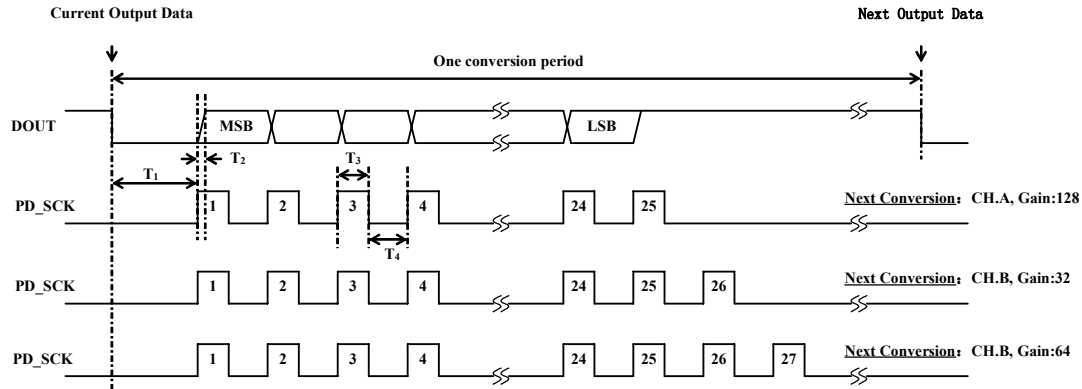 Current Output Data
Next Output Data
One conversion period
DOUT
MSB
LSB
T2
T3
T1
PD_SCK
1
2
3
4
24
25
Next Conversion： CH.A, Gain:128
T4
PD_SCK
1
2
3
4
24
25
26
Next Conversion： CH.B, Gain:32
PD_SCK
1
2
3
4
24
25
26
27
Next Conversion： CH.B, Gain:64